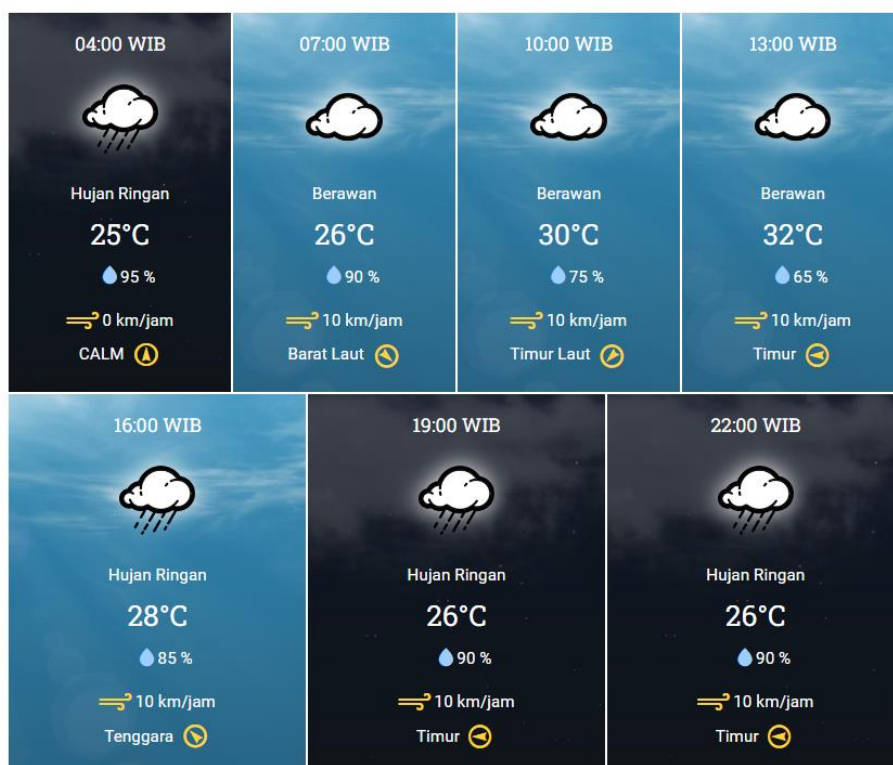 04:00 WIB
Hujan Ringan
25°C
95 %
0 km/jam
CALM
07:00 WIB
Berawan
26°C
90 %
10 km/jam
Barat Laut
10:00 WIB
Berawan
30°C
75 %
10 km/jam
Timur Laut
13:00 WIB
Berawan
32°C
65 %
10 km/jam
Timur
16:00 WIB
Hujan Ringan
28°C
85 %
10 km/jam
Tenggara
19:00 WIB
Hujan Ringan
26°C
90 %
10 km/jam
Timur
22:00 WIB
Hujan Ringan
26°C
90 %
10 km/jam
Timur